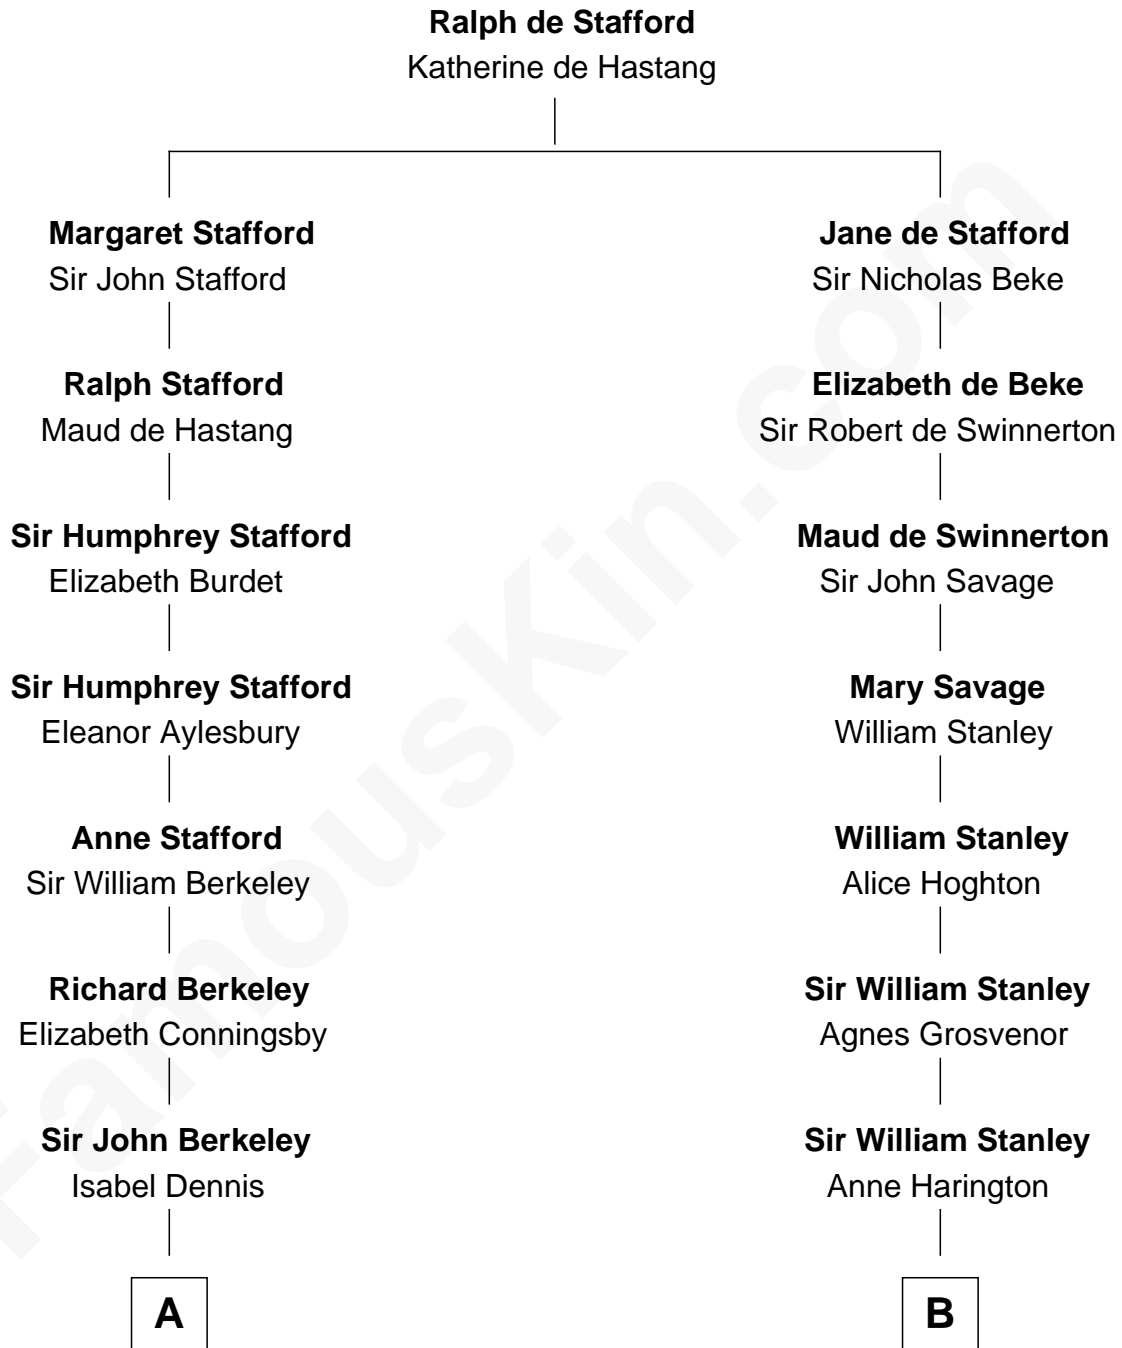 Ralph de Stafford
Katherine de Hastang
Margaret Stafford
Sir John Stafford
Jane de Stafford
Sir Nicholas Beke
Ralph Stafford
Maud de Hastang
Elizabeth de Beke
Sir Robert de Swinnerton
Sir Humphrey Stafford
Elizabeth Burdet
Maud de Swinnerton
Sir John Savage
Sir Humphrey Stafford
Eleanor Aylesbury
Mary Savage
William Stanley
Anne Stafford
Sir William Berkeley
William Stanley
Alice Hoghton
Richard Berkeley
Elizabeth Conningsby
Sir William Stanley
Agnes Grosvenor
Sir John Berkeley
Isabel Dennis
Sir William Stanley
Anne Harington
A
B
FamousKin.com